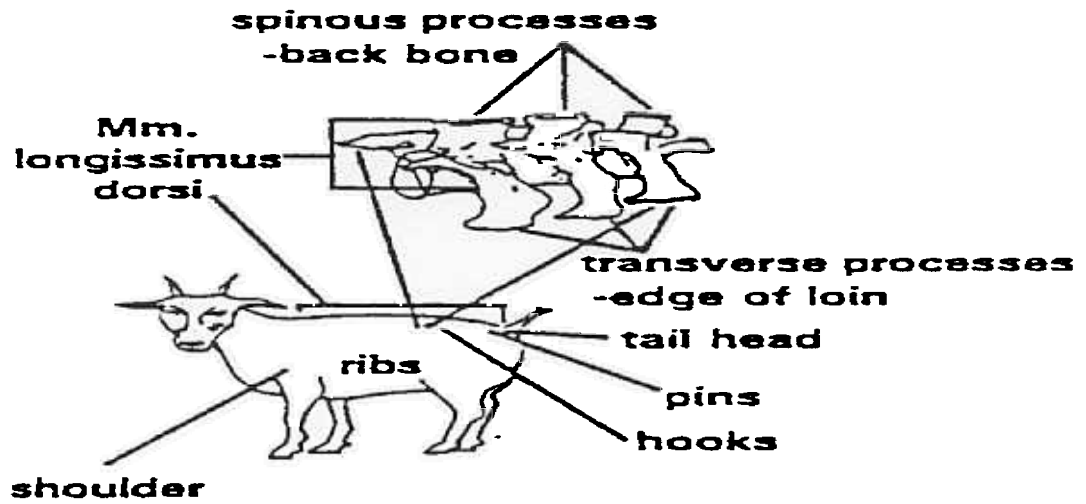 spinous processes
-back bone
Mm.
longissimus
dorsi
transverse processes
-edge of loin
tail head
ribs
pins
hooks
shoulder